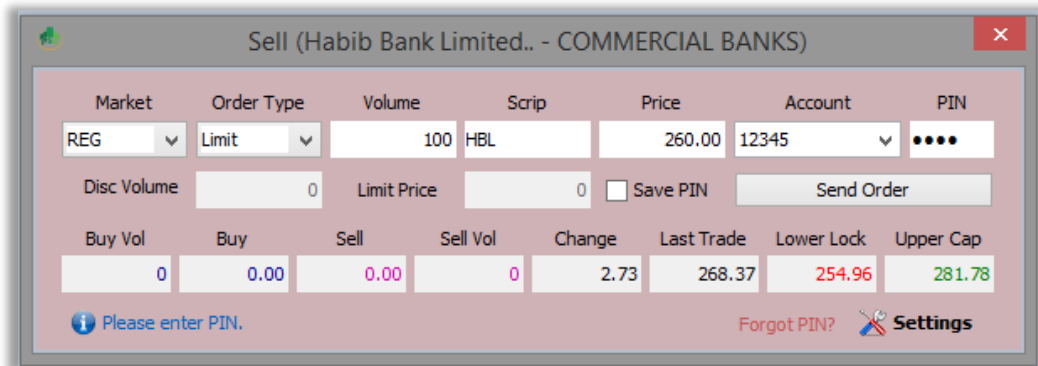 Sell (Habib Bank Limited.. - COMMERCIAL BANKS)
Market Order Type Volume Scrip Price Account PIN
REG Limit 100 HBL 260.00 12345 ••••
Disc Volume 0 Limit Price 0 Save PIN Send Order
Buy Vol Buy Sell Sell Vol Change Last Trade Lower Lock Upper Cap
0 0.00 0.00 0 2.73 268.37 254.96 281.78
Please enter PIN. Forgot PIN? Settings